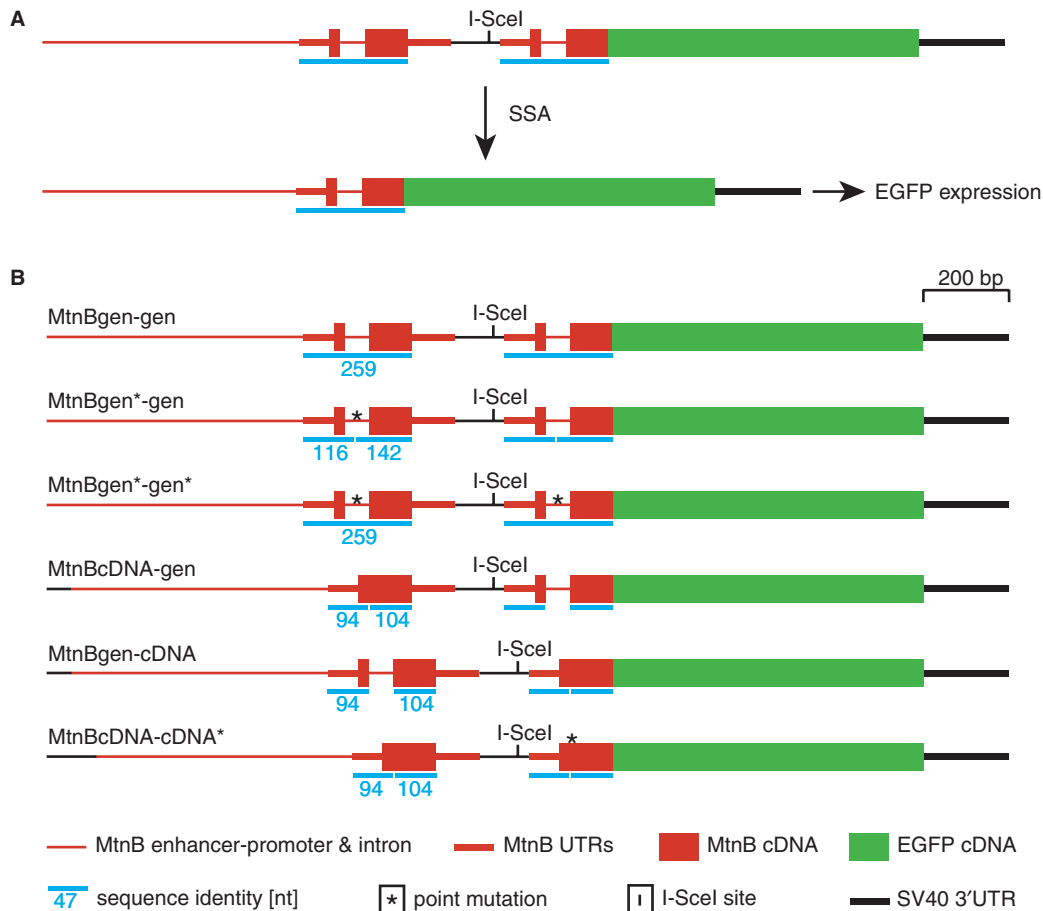 A
I-SceI
SSA
EGFP expression
B
200 bp
MtnBgen-gen
I-SceI
259
MtnBgen*-gen
I-SceI
*
116 142
MtnBgen*-gen*
I-SceI
* *
259
MtnBcDNA-gen
I-SceI
94 104
MtnBgen-cDNA
I-SceI
94 104
MtnBcDNA-cDNA*
I-SceI
*
94 104
MtnB enhancer-promoter & intron MtnB UTRs MtnB cDNA EGFP cDNA
47 sequence identity [nt] * point mutation I-SceI site SV40 3′UTR